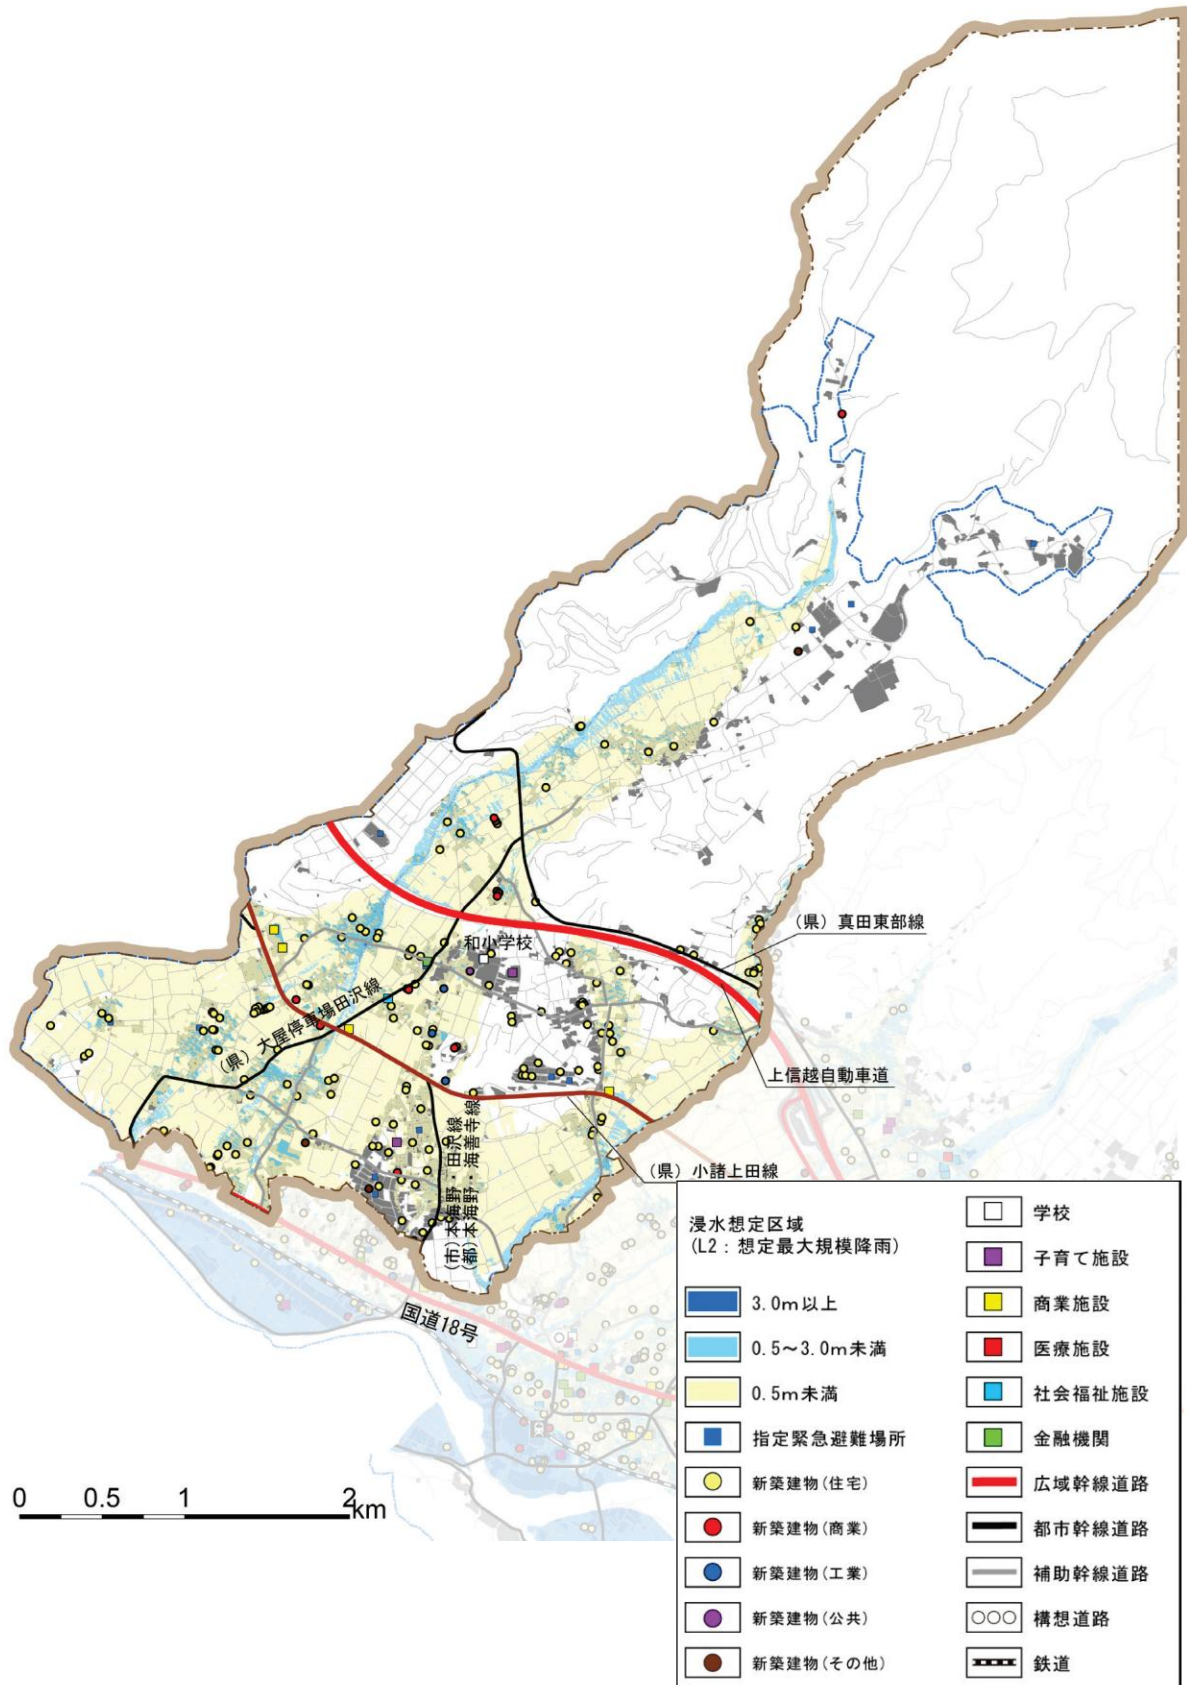 (県) 真田東部線
和小学校
(県) 大屋停車場田沢線
上信越自動車道
(県) 小諸上田線
(市)本海野・田沢線
(都)本海野・海善寺線
国道18号
0 0.5 1 2 km
浸水想定区域
(L2：想定最大規模降雨)
3.0m以上
0.5～3.0m未満
0.5m未満
指定緊急避難場所
新築建物(住宅)
新築建物(商業)
新築建物(工業)
新築建物(公共)
新築建物(その他)
学校
子育て施設
商業施設
医療施設
社会福祉施設
金融機関
広域幹線道路
都市幹線道路
補助幹線道路
構想道路
鉄道